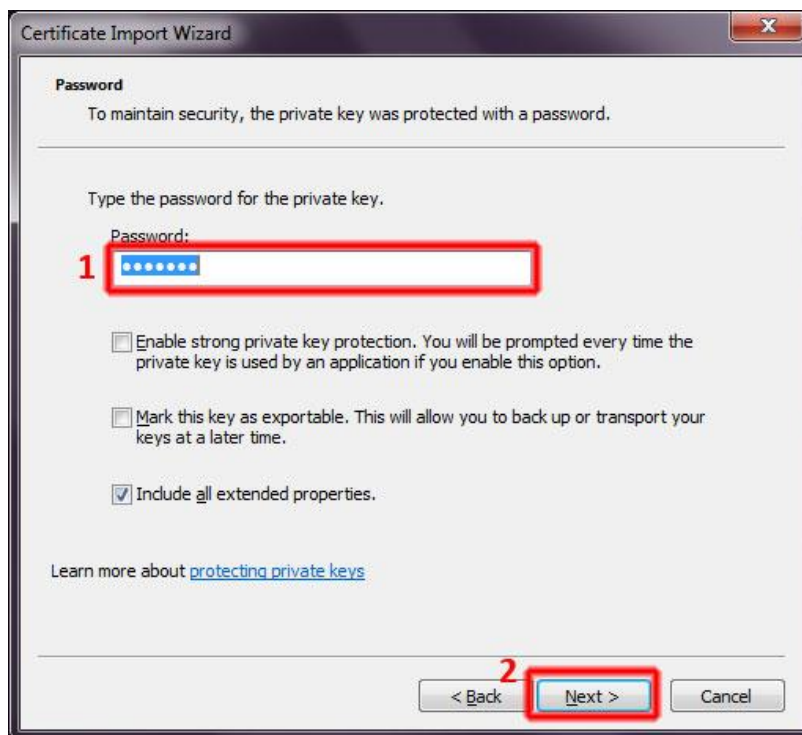 Certificate Import Wizard
Password
To maintain security, the private key was protected with a password.
Type the password for the private key.
Password:
1
•••••••
Enable strong private key protection. You will be prompted every time the
private key is used by an application if you enable this option.
Mark this key as exportable. This will allow you to back up or transport your
keys at a later time.
Include all extended properties.
Learn more about protecting private keys
2
< Back Next > Cancel